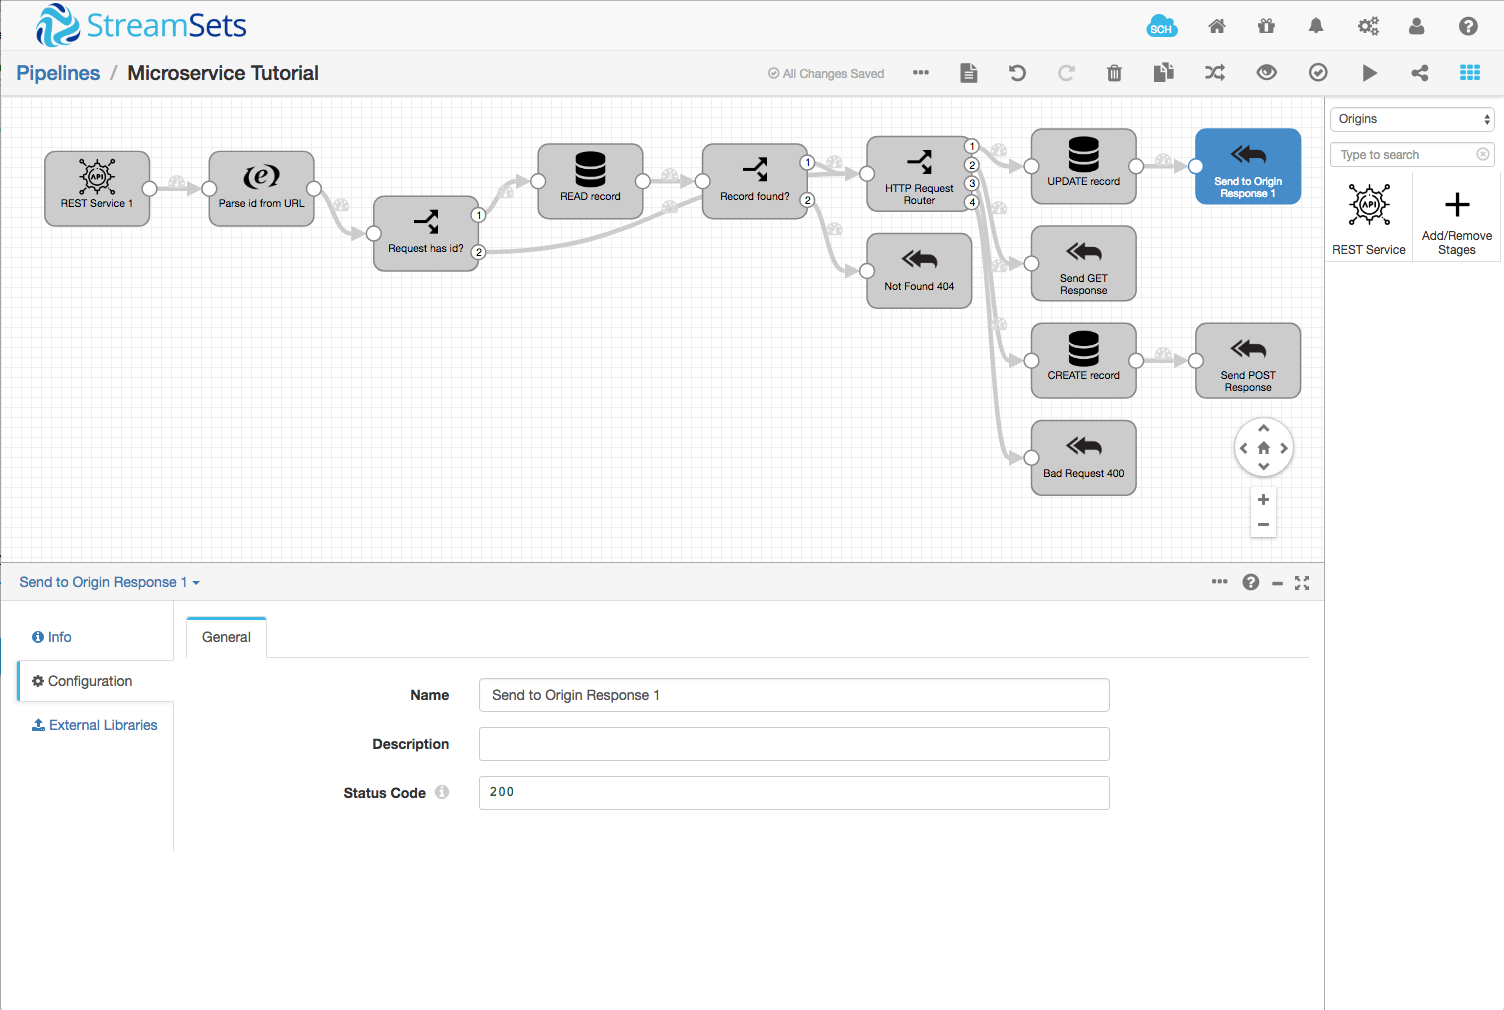 StreamSets
SCH
Pipelines / Microservice Tutorial
All Changes Saved
REST Service 1
Parse id from URL
Request has id?
1
2
READ record
Record found?
1
2
HTTP Request
Router
1
2
3
4
Not Found 404
UPDATE record
Send to Origin
Response 1
Send GET
Response
CREATE record
Send POST
Response
Bad Request 400
Origins
Type to search
API
REST Service
Add/Remove
Stages
Send to Origin Response 1
Info
Configuration
External Libraries
General
Name
Send to Origin Response 1
Description
Status Code
200